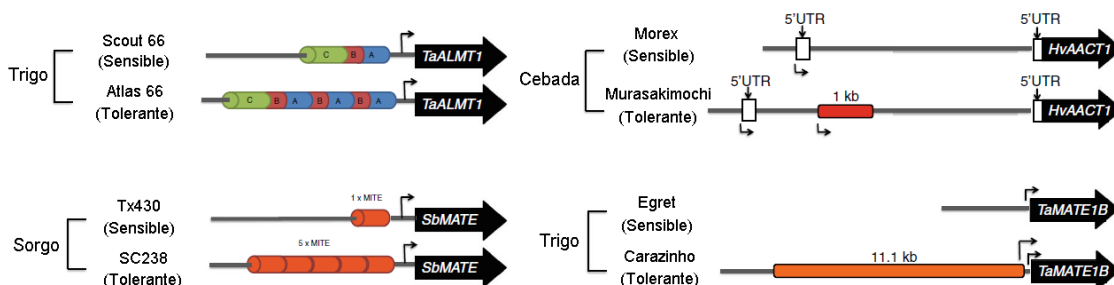 Trigo
Scout 66
(Sensible)
C B A
TaALMT1
Atlas 66
(Tolerante)
C B A B A B A
TaALMT1
Cebada
Morex
(Sensible)
5'UTR
5'UTR
HvAACT1
Murasakimochi
(Tolerante)
5'UTR
1 kb
5'UTR
HvAACT1
Sorgo
Tx430
(Sensible)
1 x MITE
SbMATE
SC238
(Tolerante)
5 x MITE
SbMATE
Trigo
Egret
(Sensible)
TaMATE1B
Carazinho
(Tolerante)
11.1 kb
TaMATE1B